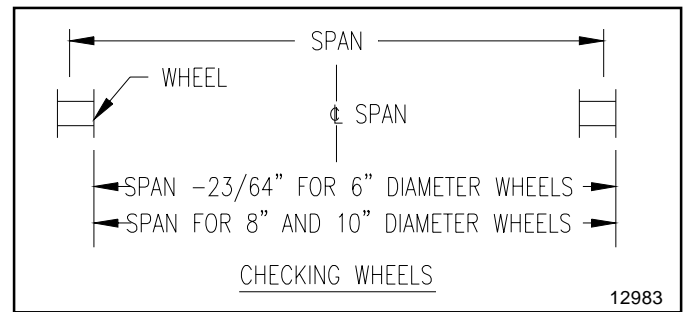 SPAN
WHEEL
℄ SPAN
SPAN -23/64” FOR 6” DIAMETER WHEELS
SPAN FOR 8” AND 10” DIAMETER WHEELS
CHECKING WHEELS
12983